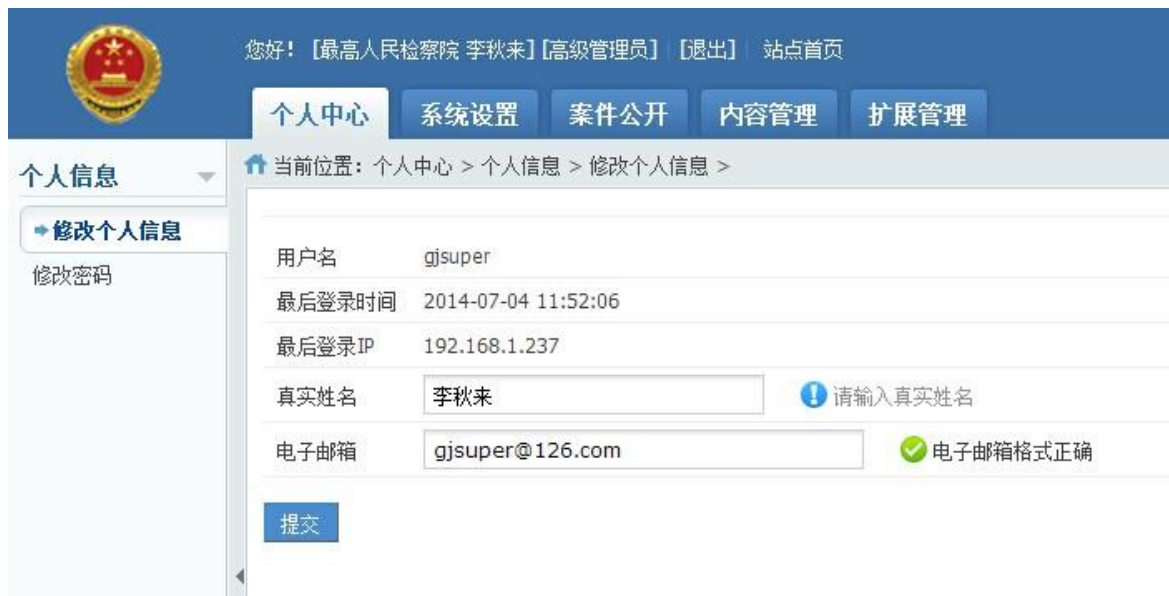 您好! [最高人民检察院 李秋来] [高级管理员] [退出] 站点首页
个人中心 系统设置 案件公开 内容管理 扩展管理
个人信息
当前位置: 个人中心 > 个人信息 > 修改个人信息 >
修改个人信息
修改密码
用户名 gjsuper
最后登录时间 2014-07-04 11:52:06
最后登录IP 192.168.1.237
真实姓名 李秋来 请输入真实姓名
电子邮箱 gjsuper@126.com 电子邮箱格式正确
提交